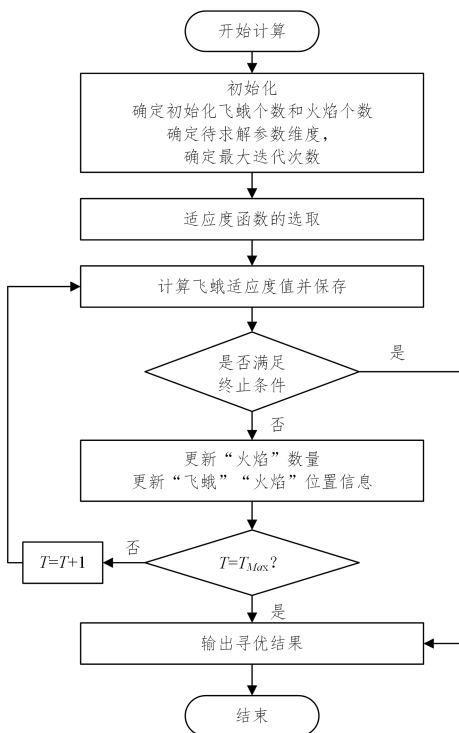 开始计算
初始化
确定初始化飞蛾个数和火焰个数
确定待求解参数维度，
确定最大迭代次数
适应度函数的选取
计算飞蛾适应度值并保存
是否满足
终止条件
是
否
更新“火焰”数量
更新“飞蛾”“火焰”位置信息
T=T+1
否
T=T_{Max}?
是
输出寻优结果
结束